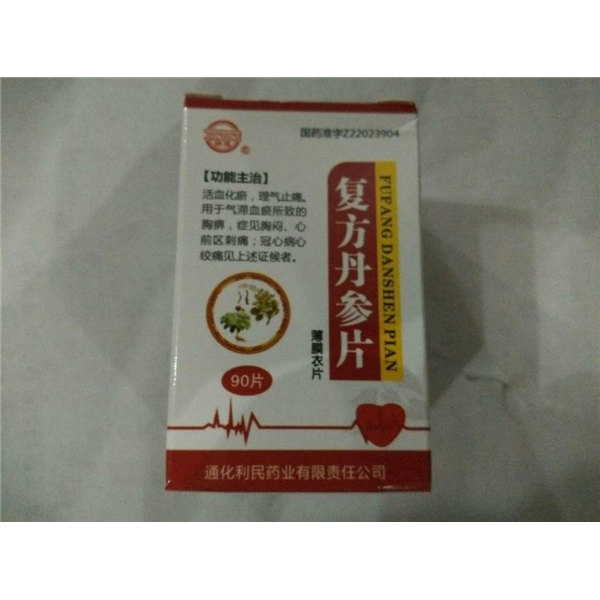 国药准字Z22023904
【功能主治】
活血化瘀，理气止痛。
用于气滞血瘀所致的
胸痹，症见胸闷、心
前区刺痛；冠心病心
绞痛见上述证候者。
复方丹参片
FUFANG DANSHEN PIAN
薄膜衣片
90片
通化利民药业有限责任公司